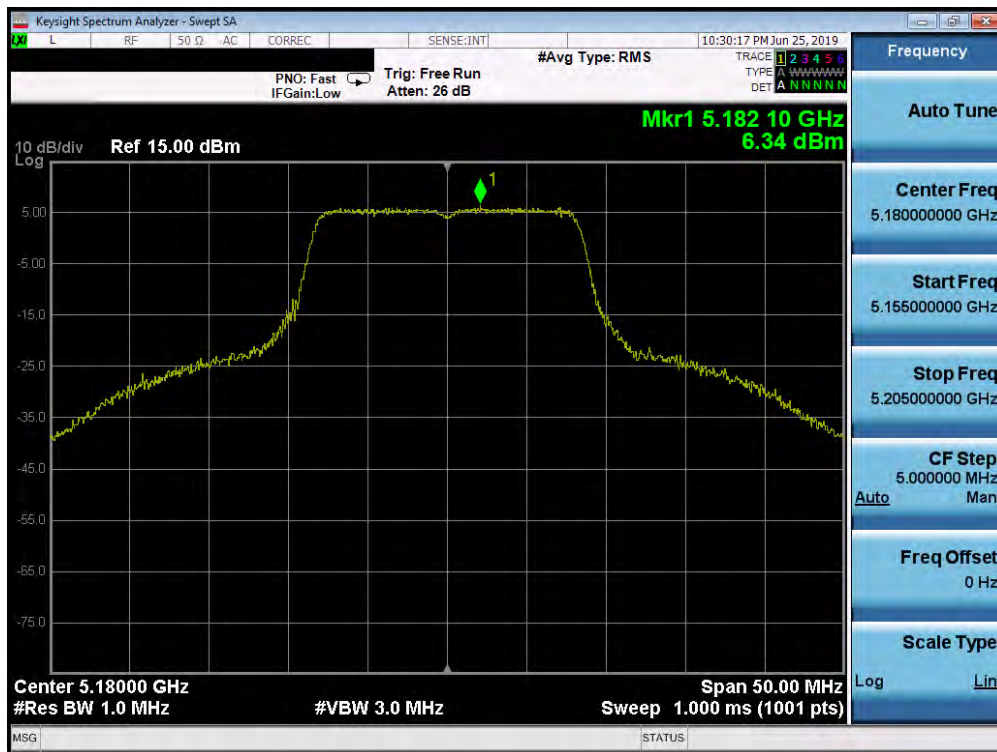 Keysight Spectrum Analyzer - Swept SA
LXI L RF 50 Ω AC CORREC SENSE:INT 10:30:17 PM Jun 25, 2019
#Avg Type: RMS
TRACE 1 2 3 4 5 6
TYPE A WWWWWW
DET A N N N N N
PNO: Fast
IFGain:Low
Trig: Free Run
Atten: 26 dB
Mkr1 5.182 10 GHz
6.34 dBm
10 dB/div
Log
Ref 15.00 dBm
1
5.00
-5.00
-15.0
-25.0
-35.0
-45.0
-55.0
-65.0
-75.0
Center 5.18000 GHz
Span 50.00 MHz
#Res BW 1.0 MHz
#VBW 3.0 MHz
Sweep 1.000 ms (1001 pts)
MSG
STATUS
Frequency
Auto Tune
Center Freq
5.180000000 GHz
Start Freq
5.155000000 GHz
Stop Freq
5.205000000 GHz
CF Step
5.000000 MHz
Auto Man
Freq Offset
0 Hz
Scale Type
Log Lin